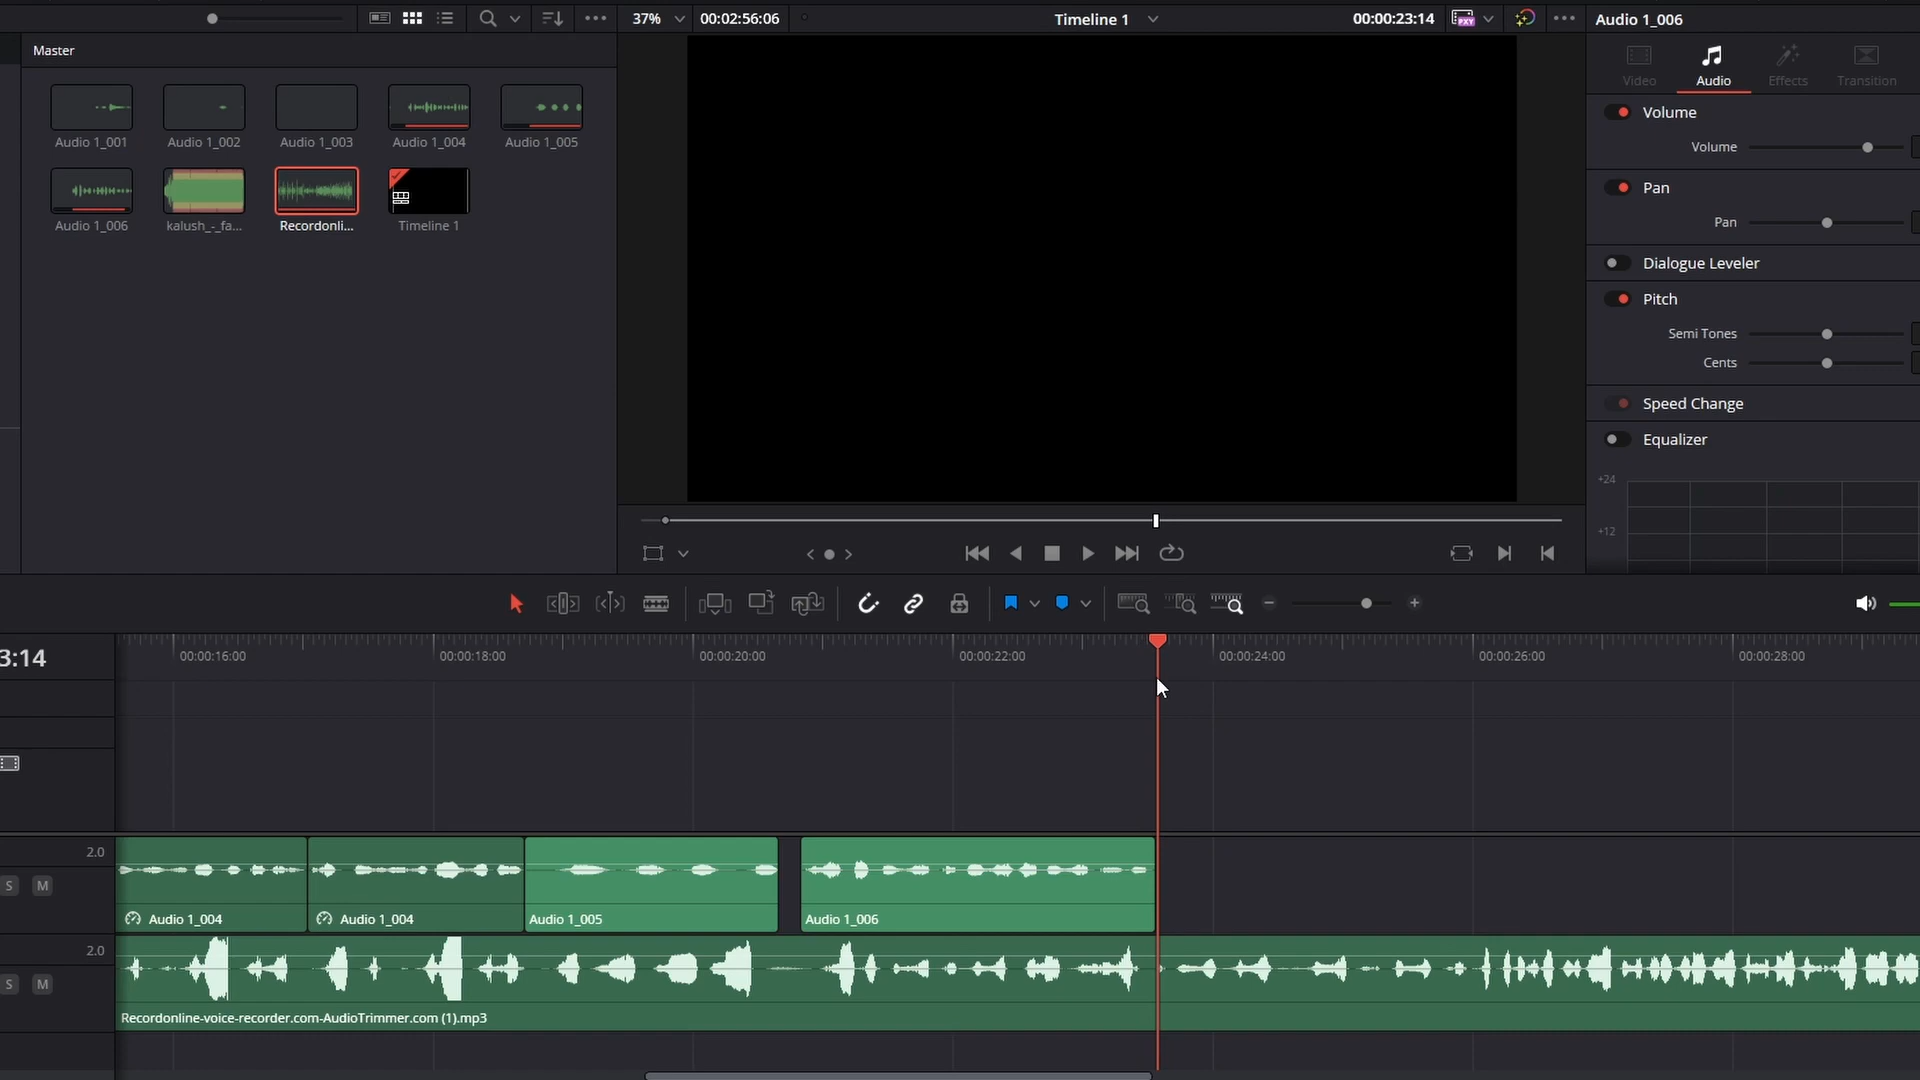 37%
00:02:56:06
Timeline 1
00:00:23:14
PXY
Audio 1_006
Master
Video
Audio
Effects
Transition
Audio 1_001
Audio 1_002
Audio 1_003
Audio 1_004
Audio 1_005
Audio 1_006
kalush_-_fa...
Recordonli...
Timeline 1
Volume
Volume
Pan
Pan
Dialogue Leveler
Pitch
Semi Tones
Cents
Speed Change
Equalizer
+24
+12
3:14
00:00:16:00
00:00:18:00
00:00:20:00
00:00:22:00
00:00:24:00
00:00:26:00
00:00:28:00
2.0
S M
Audio 1_004
Audio 1_004
Audio 1_005
Audio 1_006
2.0
S M
Recordonline-voice-recorder.com-AudioTrimmer.com (1).mp3